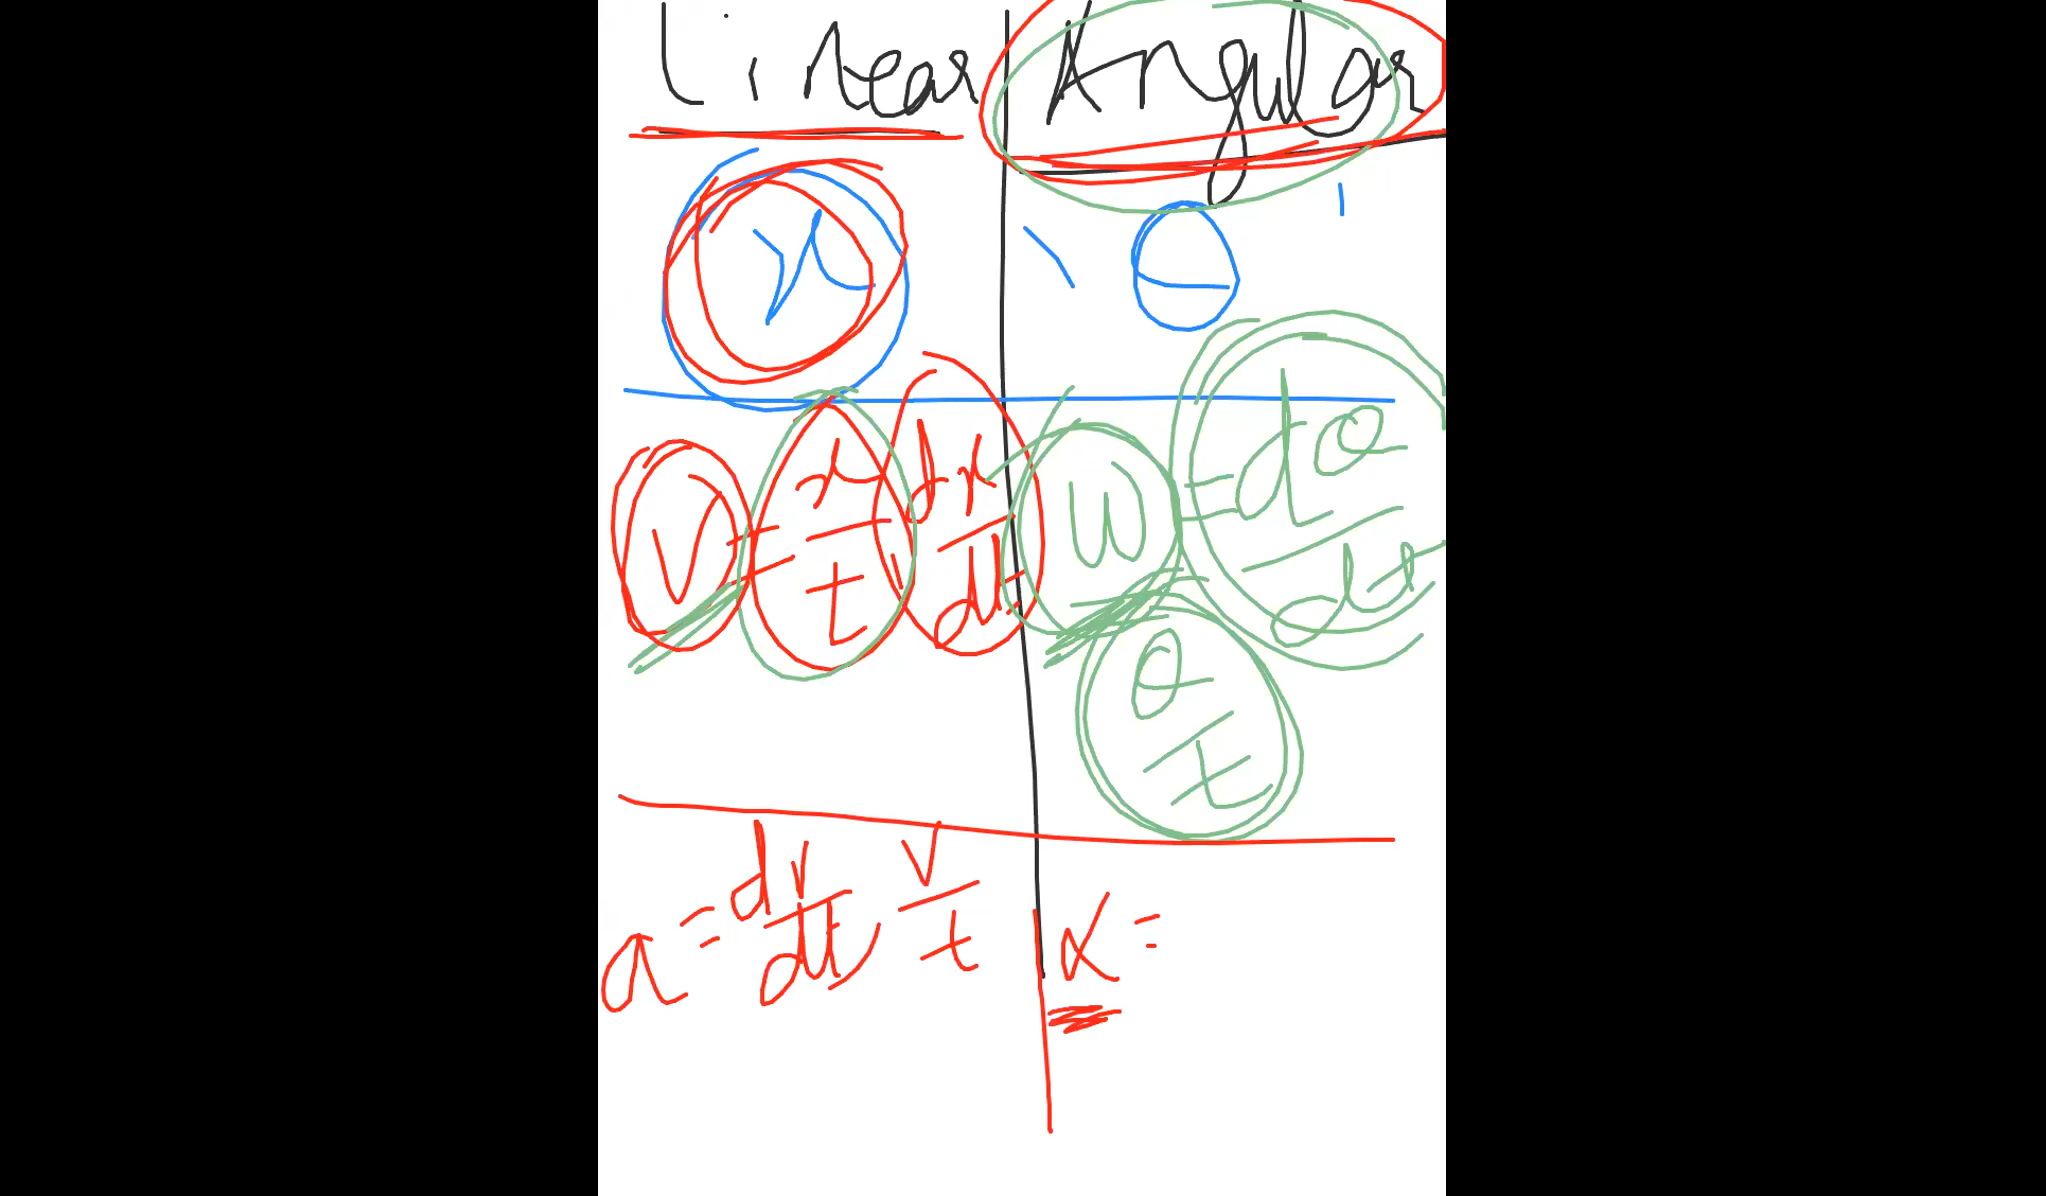 Linear Angular
x θ
v = x/t, dx/dt ω = dθ/dt
θ/t
a = dv/dt, v/t α =